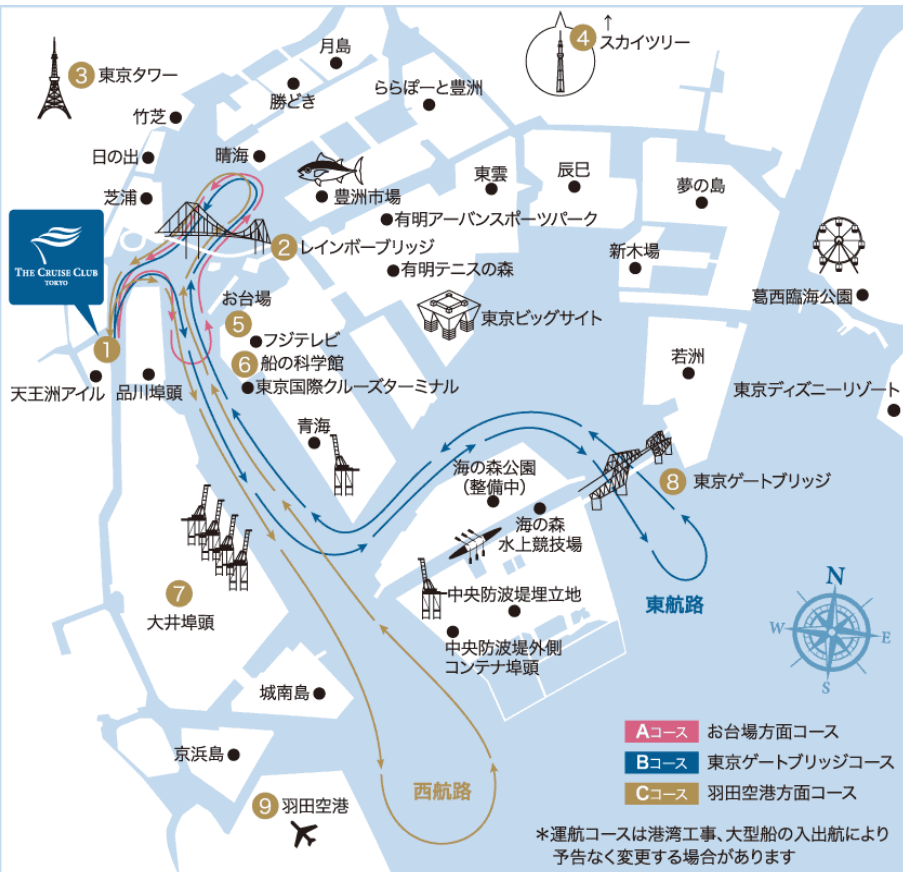 月島
4
↑
スカイツリー
3
東京タワー
勝どき
ららぽーと豊洲
竹芝
日の出
晴海
芝浦
豊洲市場
東雲
辰巳
夢の島
有明アーバンスポーツパーク
2
レインボーブリッジ
有明テニスの森
新木場
葛西臨海公園
THE CRUISE CLUB
TOKYO
お台場
5
フジテレビ
6
船の科学館
東京国際クルーズターミナル
東京ビッグサイト
若洲
東京ディズニーリゾート
1
天王洲アイル
品川埠頭
青海
海の森公園
(整備中)
8
東京ゲートブリッジ
海の森
水上競技場
7
大井埠頭
中央防波堤埋立地
中央防波堤外側
コンテナ埠頭
東航路
N
W
E
S
城南島
京浜島
西航路
9
羽田空港
Aコース お台場方面コース
Bコース 東京ゲートブリッジコース
Cコース 羽田空港方面コース
＊運航コースは港湾工事、大型船の入出航により
予告なく変更する場合があります